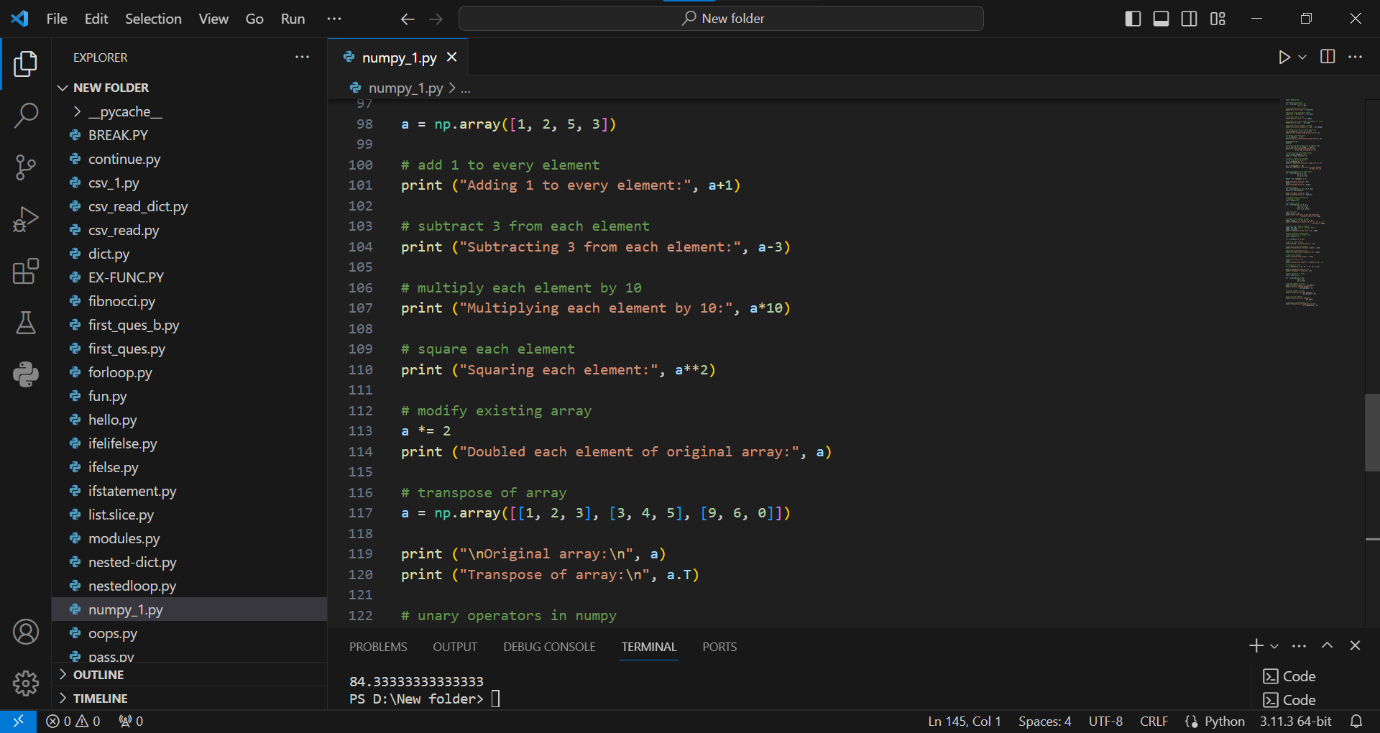 File Edit Selection View Go Run ··· New folder
EXPLORER ···
NEW FOLDER
__pycache__
BREAK.PY
continue.py
csv_1.py
csv_read_dict.py
csv_read.py
dict.py
EX-FUNC.PY
fibnocci.py
first_ques_b.py
first_ques.py
forloop.py
fun.py
hello.py
ifelifelse.py
ifelse.py
ifstatement.py
list.slice.py
modules.py
nested-dict.py
nestedloop.py
numpy_1.py
oops.py
pass.py
OUTLINE
TIMELINE
numpy_1.py
numpy_1.py > ...
97
98 a = np.array([1, 2, 5, 3])
99
100 # add 1 to every element
101 print ("Adding 1 to every element:", a+1)
102
103 # subtract 3 from each element
104 print ("Subtracting 3 from each element:", a-3)
105
106 # multiply each element by 10
107 print ("Multiplying each element by 10:", a*10)
108
109 # square each element
110 print ("Squaring each element:", a**2)
111
112 # modify existing array
113 a *= 2
114 print ("Doubled each element of original array:", a)
115
116 # transpose of array
117 a = np.array([[1, 2, 3], [3, 4, 5], [9, 6, 0]])
118
119 print ("\nOriginal array:\n", a)
120 print ("Transpose of array:\n", a.T)
121
122 # unary operators in numpy
PROBLEMS OUTPUT DEBUG CONSOLE TERMINAL PORTS
84.33333333333333
PS D:\New folder>
Code
Code
0 0 0 Ln 145, Col 1 Spaces: 4 UTF-8 CRLF Python 3.11.3 64-bit